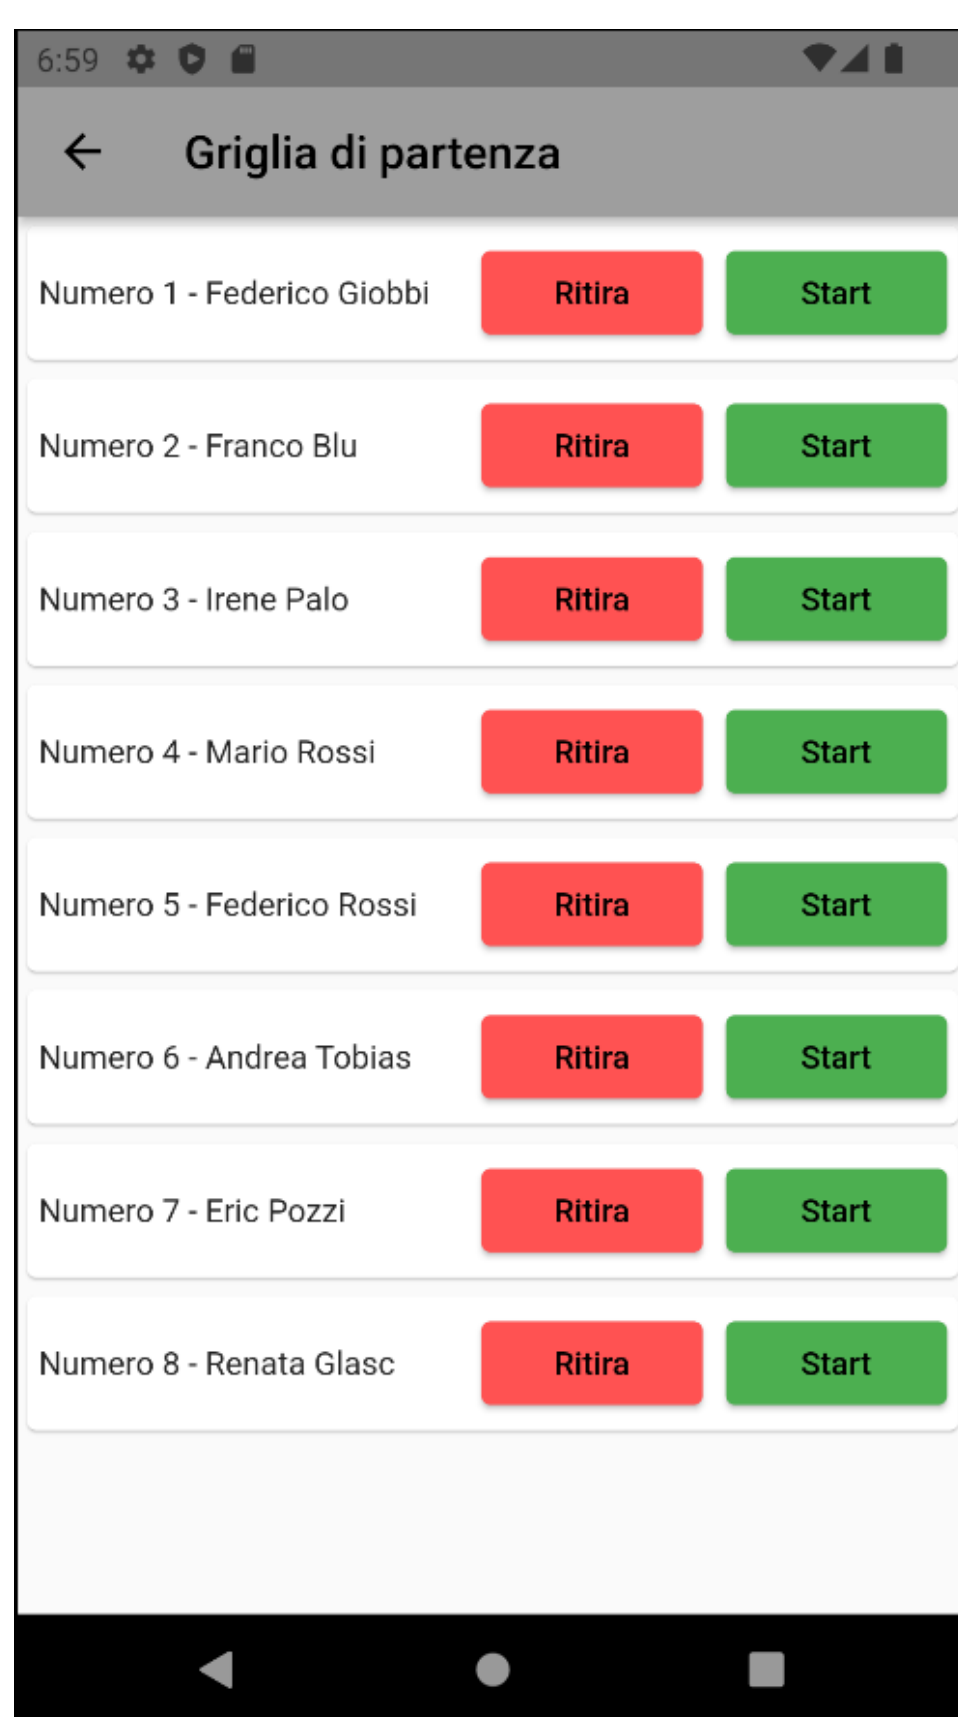 6:59
Griglia di partenza
Numero 1 - Federico Giobbi Ritira Start
Numero 2 - Franco Blu Ritira Start
Numero 3 - Irene Palo Ritira Start
Numero 4 - Mario Rossi Ritira Start
Numero 5 - Federico Rossi Ritira Start
Numero 6 - Andrea Tobias Ritira Start
Numero 7 - Eric Pozzi Ritira Start
Numero 8 - Renata Glasc Ritira Start